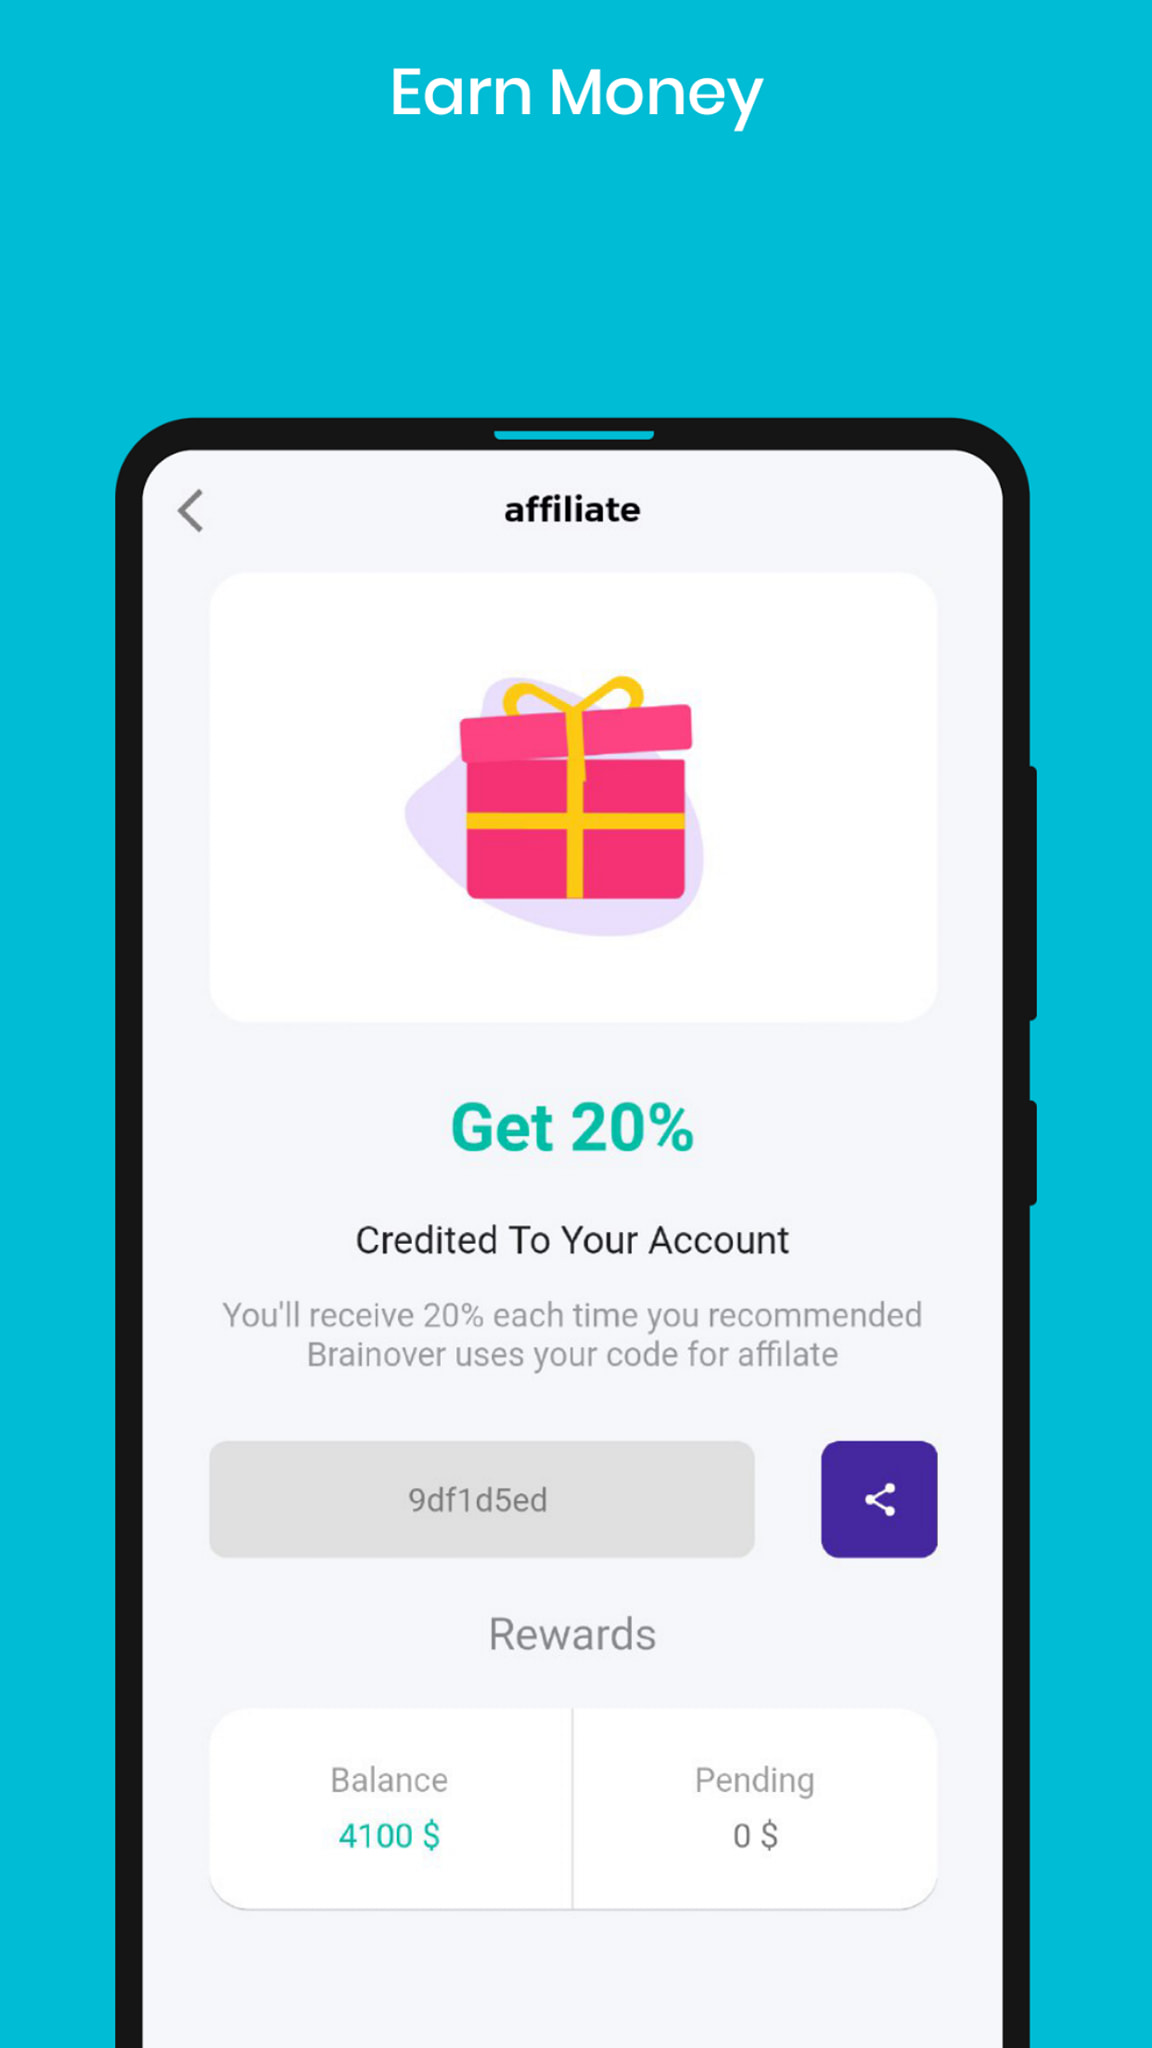 Earn Money
affiliate
Get 20%
Credited To Your Account
You'll receive 20% each time you recommended
Brainover uses your code for affilate
9df1d5ed
Rewards
Balance
Pending
4100 $
0 $